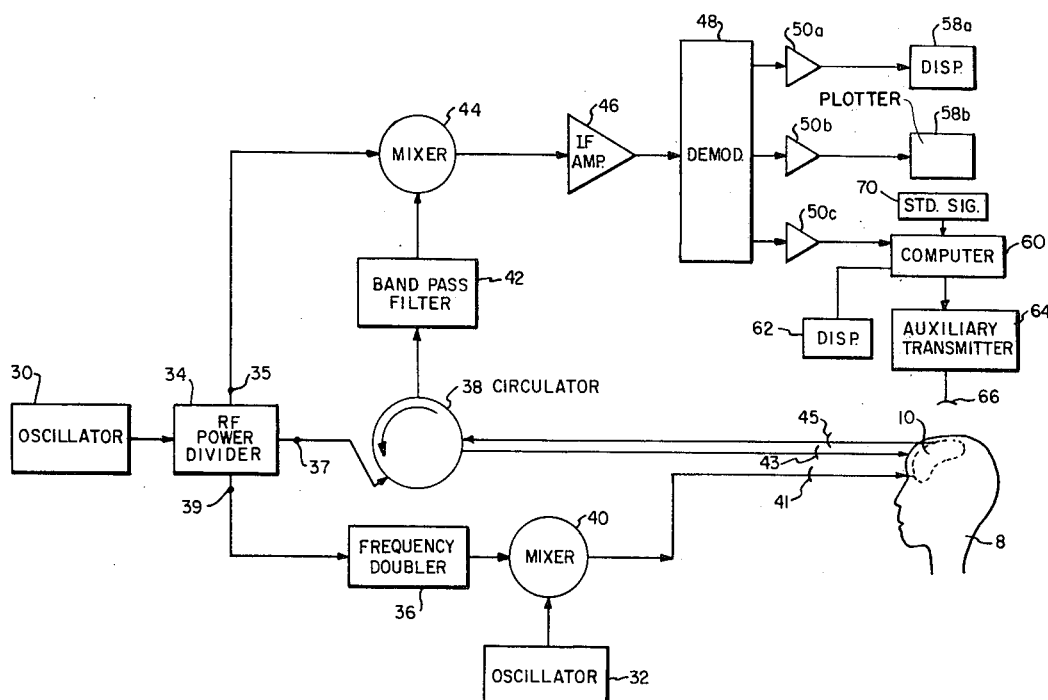 48
50a
58a
DISP.
44
46
PLOTTER
58b
MIXER
I.F.
AMP.
DEMOD.
50b
70
STD. SIG.
50c
60
COMPUTER
BAND PASS
FILTER
42
62
DISP.
64
AUXILIARY
TRANSMITTER
30
34
35
38 CIRCULATOR
66
OSCILLATOR
RF
POWER
DIVIDER
37
45
10
43
41
39
40
FREQUENCY
DOUBLER
MIXER
8
36
OSCILLATOR
32